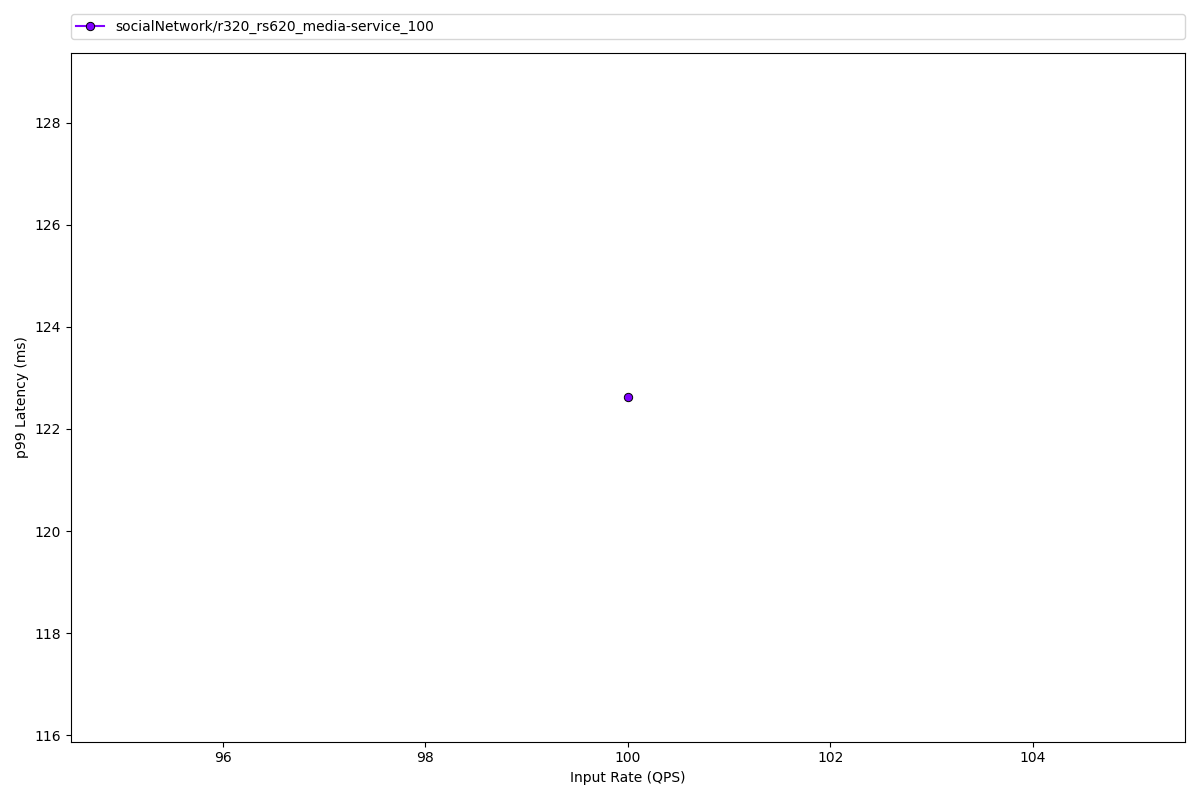 socialNetwork/r320_rs620_media-service_100
128
126
124
122
120
118
116
p99 Latency (ms)
96 98 100 102 104
Input Rate (QPS)